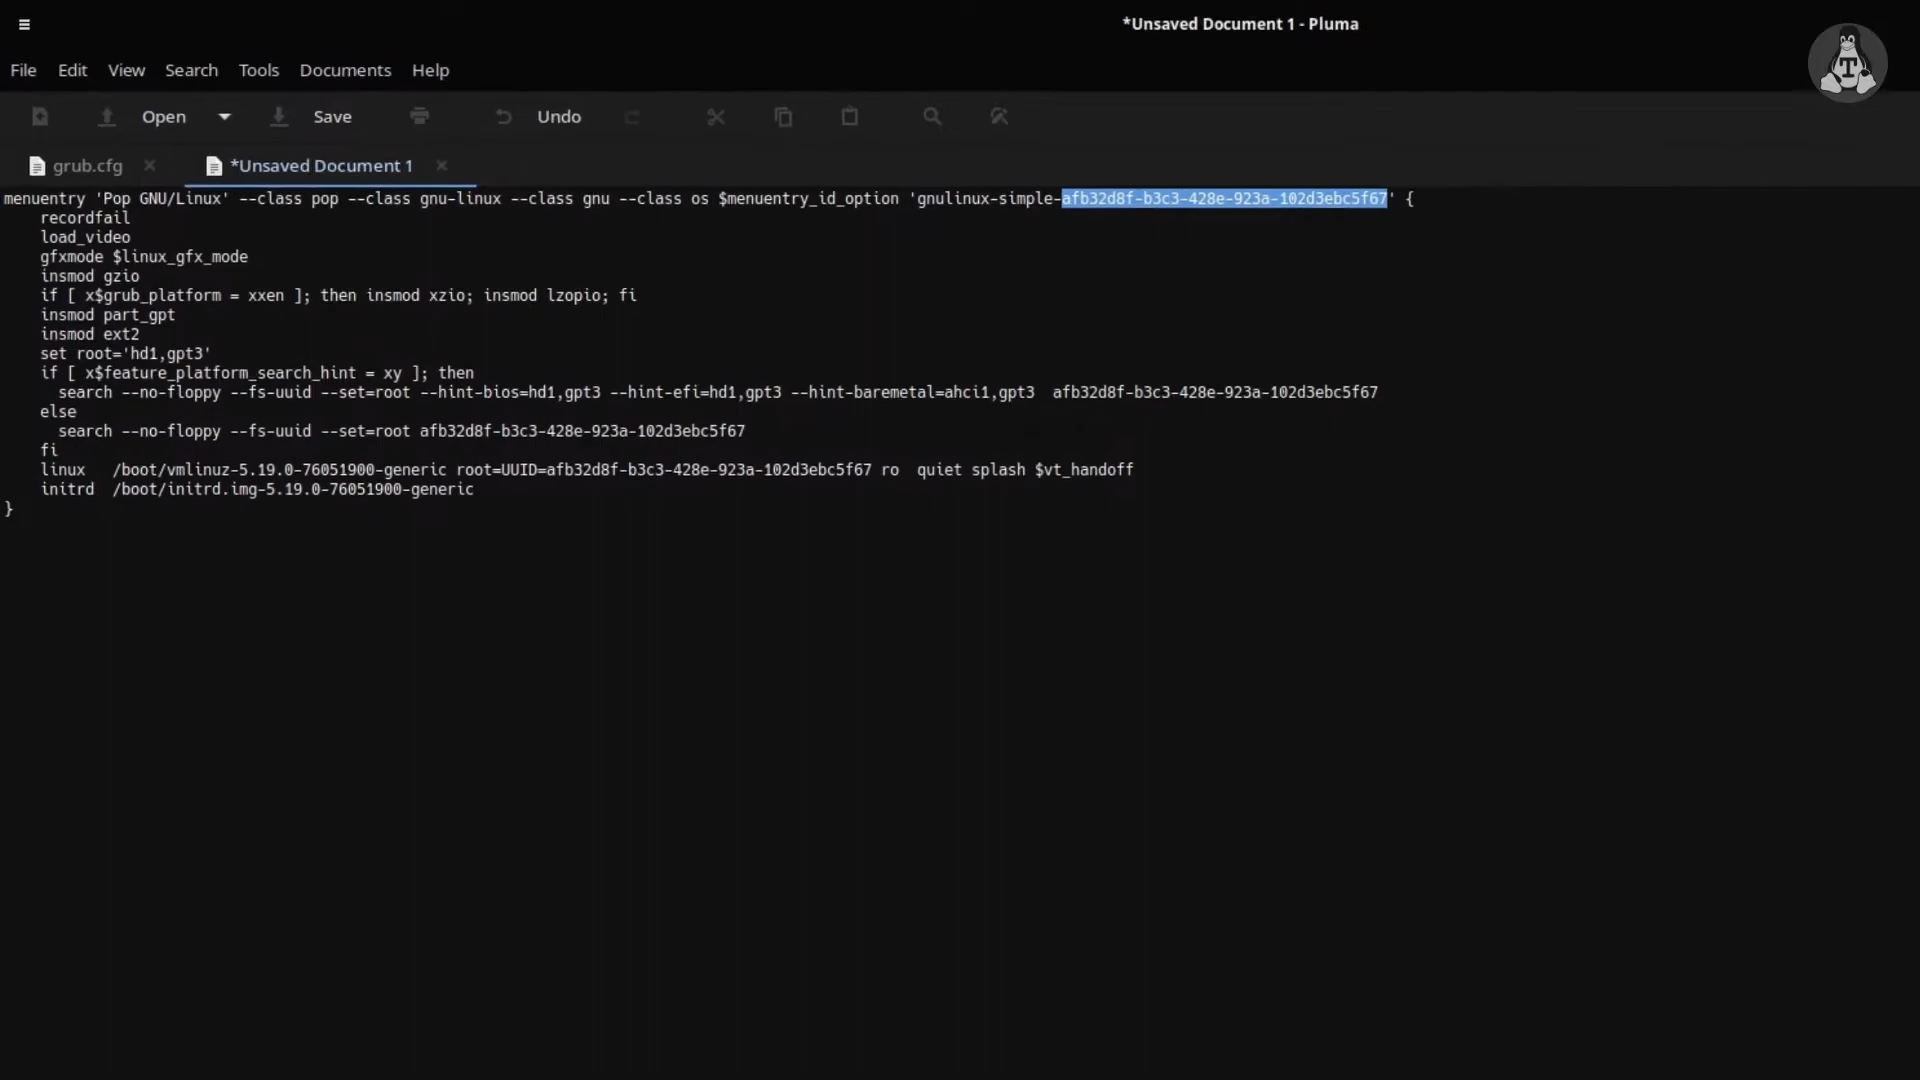 *Unsaved Document 1 - Pluma
T
File Edit View Search Tools Documents Help
Open Save Undo
grub.cfg *Unsaved Document 1
menuentry 'Pop GNU/Linux' --class pop --class gnu-linux --class gnu --class os $menuentry_id_option 'gnulinux-simple-afb32d8f-b3c3-428e-923a-102d3ebc5f67' {
recordfail
load_video
gfxmode $linux_gfx_mode
insmod gzio
if [ x$grub_platform = xxen ]; then insmod xzio; insmod lzopio; fi
insmod part_gpt
insmod ext2
set root='hd1,gpt3'
if [ x$feature_platform_search_hint = xy ]; then
search --no-floppy --fs-uuid --set=root --hint-bios=hd1,gpt3 --hint-efi=hd1,gpt3 --hint-baremetal=ahci1,gpt3  afb32d8f-b3c3-428e-923a-102d3ebc5f67
else
search --no-floppy --fs-uuid --set=root afb32d8f-b3c3-428e-923a-102d3ebc5f67
fi
linux   /boot/vmlinuz-5.19.0-76051900-generic root=UUID=afb32d8f-b3c3-428e-923a-102d3ebc5f67 ro  quiet splash $vt_handoff
initrd  /boot/initrd.img-5.19.0-76051900-generic
}